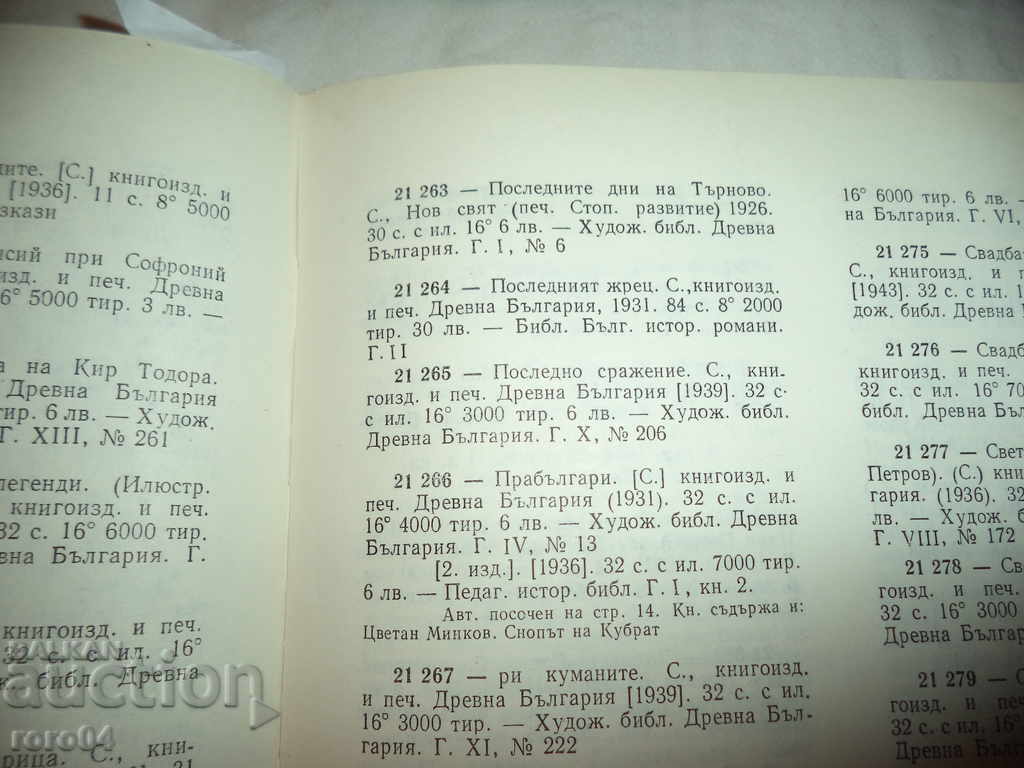 ните. [С.] книгоизд. и
[1936]. 11 с. 8° 5000
зкази
исий при Софроний
изд. и печ. Древна
6° 5000 тир. 3 лв. —
а на Кир Тодора.
Древна България
тир. 6 лв. — Худож.
Г. XIII, № 261
легенди. (Илюстр.
книгоизд. и печ.
32 с. 16° 6000 тир.
вна България. Г.
книгоизд. и печ.
32 с. с ил. 16°
ж. библ. Древна
рица. С., кни-
21 263 — Последните дни на Търново.
С., Нов свят (печ. Стоп. развитие) 1926.
30 с. с ил. 16° 6 лв. — Худож. библ. Древна
България. Г. I, № 6
21 264 — Последният жрец. С.,книгоизд.
и печ. Древна България, 1931. 84 с. 8° 2000
тир. 30 лв. — Библ. Бълг. истор. романи.
Г. II
21 265 — Последно сражение. С., кни-
гоизд. и печ. Древна България [1939]. 32 с.
с ил. 16° 3000 тир. 6 лв. — Худож. библ.
Древна България. Г. X, № 206
21 266 — Прабългари. [С.] книгоизд. и
печ. Древна България (1931). 32 с. с ил.
16° 4000 тир. 6 лв. — Худож. библ. Древна
България. Г. IV, № 13
[2. изд.]. [1936]. 32 с. с ил. 7000 тир.
6 лв. — Педаг. истор. библ. Г. I, кн. 2.
Авт. посочен на стр. 14. Кн. съдържа и:
Цветан Минков. Снопът на Кубрат
21 267 — ри куманите. С., книгоизд.
и печ. Древна България [1939]. 32 с. с ил.
16° 3000 тир. — Худож. библ. Древна Бъл-
гария. Г. XI, № 222
16° 6000 тир. 6 лв. —
на България. Г. VI,
21 275 — Свадба
С., книгоизд. и п
[1943]. 32 с. с ил. 1
дож. библ. Древна
21 276 — Свадб
книгоизд. и печ.
32 с. с ил. 16° 70
библ. Древна Бълг
21 277 — Свет
Петров). (С.) книг
гария. (1936). 32
лв. — Худож. биб
Г. VIII, № 172
21 278 — Св
гоизд. и печ.
32 с. 16° 3000
Древна Българи
21 279 — С
гоизд. и печ.
32 с. с ил. 16
Древна Българи
BALKAN
auction
roro04